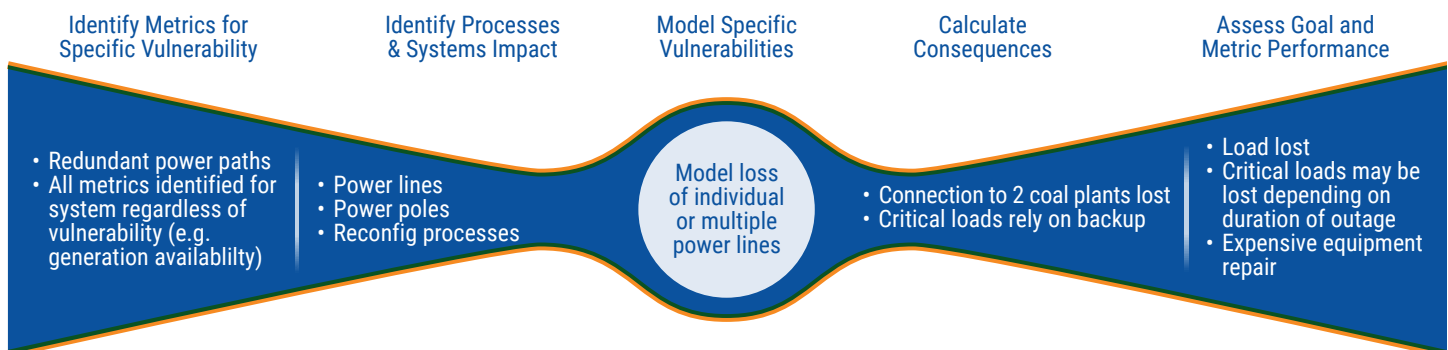 Identify Metrics for
Specific Vulnerability
Identify Processes
& Systems Impact
Model Specific
Vulnerabilities
Calculate
Consequences
Assess Goal and
Metric Performance
• Redundant power paths
• All metrics identified for
system regardless of
vulnerability (e.g.
generation availablilty)
• Power lines
• Power poles
• Reconfig processes
Model loss
of individual
or multiple
power lines
• Connection to 2 coal plants lost
• Critical loads rely on backup
• Load lost
• Critical loads may be
lost depending on
duration of outage
• Expensive equipment
repair